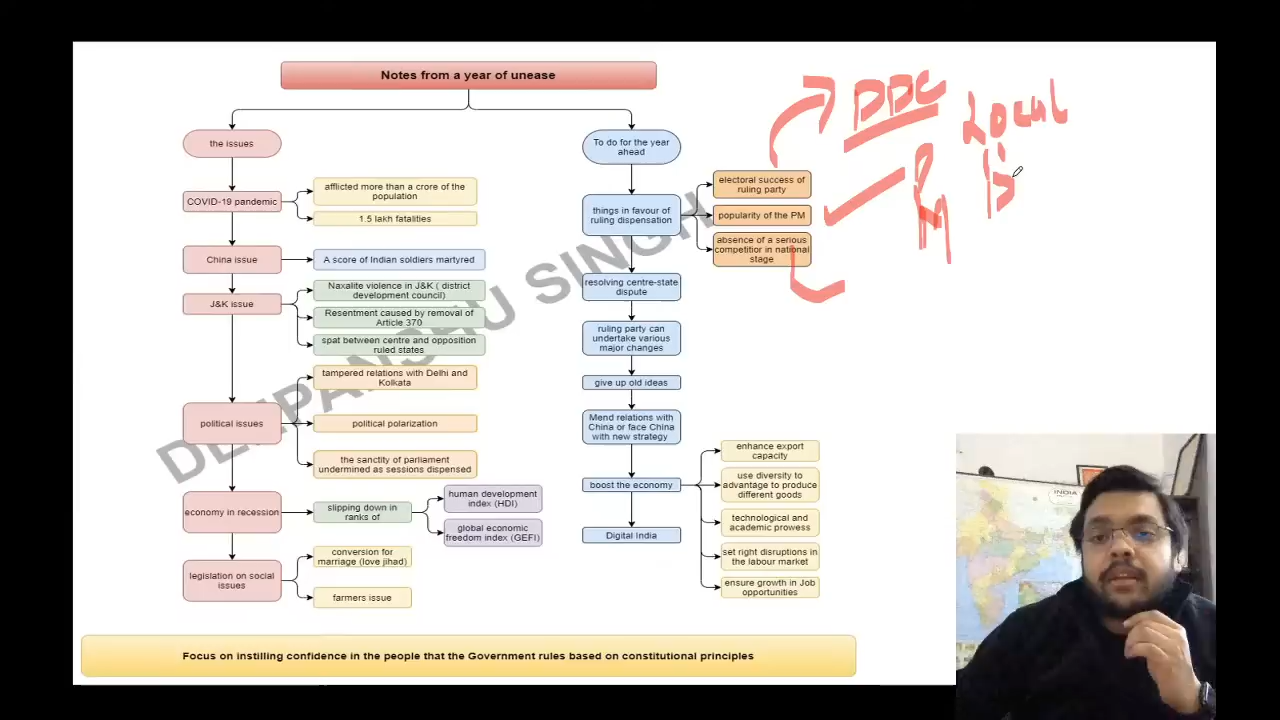 Notes from a year of unease
the issues
COVID-19 pandemic
afflicted more than a crore of the
population
1.5 lakh fatalities
China issue
A score of Indian soldiers martyred
J&K issue
Naxalite violence in J&K ( district
development council)
Resentment caused by removal of
Article 370
spat between centre and opposition
ruled states
political issues
tampered relations with Delhi and
Kolkata
political polarization
the sanctity of parliament
undermined as sessions dispensed
economy in recession
slipping down in
ranks of
human development
index (HDI)
global economic
freedom index (GEFI)
legislation on social
issues
conversion for
marriage (love jihad)
farmers issue
To do for the year
ahead
things in favour of
ruling dispensation
electoral success of
ruling party
popularity of the PM
absence of a serious
competitior in national
stage
resolving centre-state
dispute
ruling party can
undertake various
major changes
give up old ideas
Mend relations with
China or face China
with new strategy
boost the economy
enhance export
capacity
use diversity to
advantage to produce
different goods
technological and
academic prowess
set right disruptions in
the labour market
ensure growth in Job
opportunities
Digital India
DDC
Local
PM
Focus on instilling confidence in the people that the Government rules based on constitutional principles
DEEPANSHU SINGH
INDIA